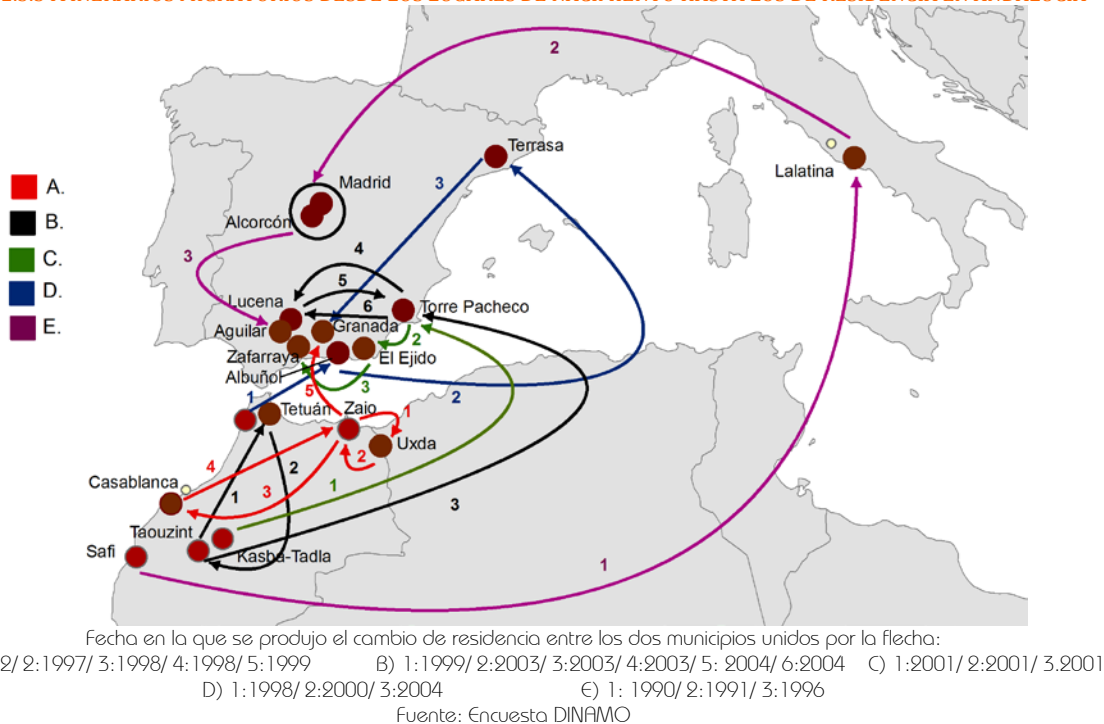 2
Terrasa
Lalatina
A.
B.
C.
D.
E.
Madrid
Alcorcón
3
3
4
5
6
Lucena
Torre Pacheco
Aguilar
Granada
2
Zafarraya
El Ejido
Albuñol
5
3
1
2
Tetuán
Zaio
1
Uxda
2
4
2
Casablanca
3
1
1
3
Taouzint
Safi
Kasba-Tadla
1
Fecha en la que se produjo el cambio de residencia entre los dos municipios unidos por la flecha:
2/ 2:1997/ 3:1998/ 4:1998/ 5:1999 B) 1:1999/ 2:2003/ 3:2003/ 4:2003/ 5: 2004/ 6:2004 C) 1:2001/ 2:2001/ 3.2001
D) 1:1998/ 2:2000/ 3:2004 E) 1: 1990/ 2:1991/ 3:1996
Fuente: Encuesta DINAMO